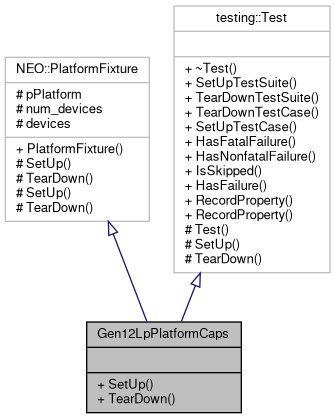 NEO::PlatformFixture
# pPlatform
# num_devices
# devices
+ PlatformFixture()
# SetUp()
# TearDown()
# SetUp()
# TearDown()
testing::Test
+ ~Test()
+ SetUpTestSuite()
+ TearDownTestSuite()
+ TearDownTestCase()
+ SetUpTestCase()
+ HasFatalFailure()
+ HasNonfatalFailure()
+ IsSkipped()
+ HasFailure()
+ RecordProperty()
+ RecordProperty()
# Test()
# SetUp()
# TearDown()
Gen12LpPlatformCaps
+ SetUp()
+ TearDown()